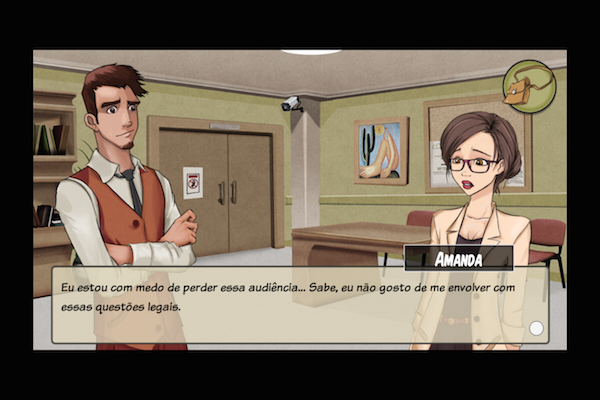 AMANDA
Eu estou com medo de perder essa audiência... Sabe, eu não gosto de me envolver com
essas questões legais.